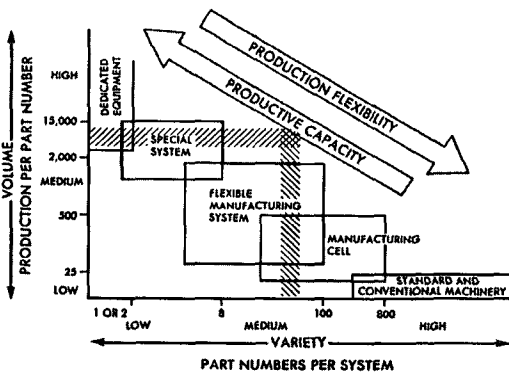 VOLUME
PRODUCTION PER PART NUMBER
HIGH
15,000
2,000
MEDIUM
500
25
LOW
DEDICATED
EQUIPMENT
SPECIAL
SYSTEM
FLEXIBLE
MANUFACTURING
SYSTEM
MANUFACTURING
CELL
STANDARD AND
CONVENTIONAL MACHINERY
PRODUCTION FLEXIBILITY
PRODUCTIVE CAPACITY
1 OR 2
8
100
800
LOW
MEDIUM
HIGH
VARIETY
PART NUMBERS PER SYSTEM